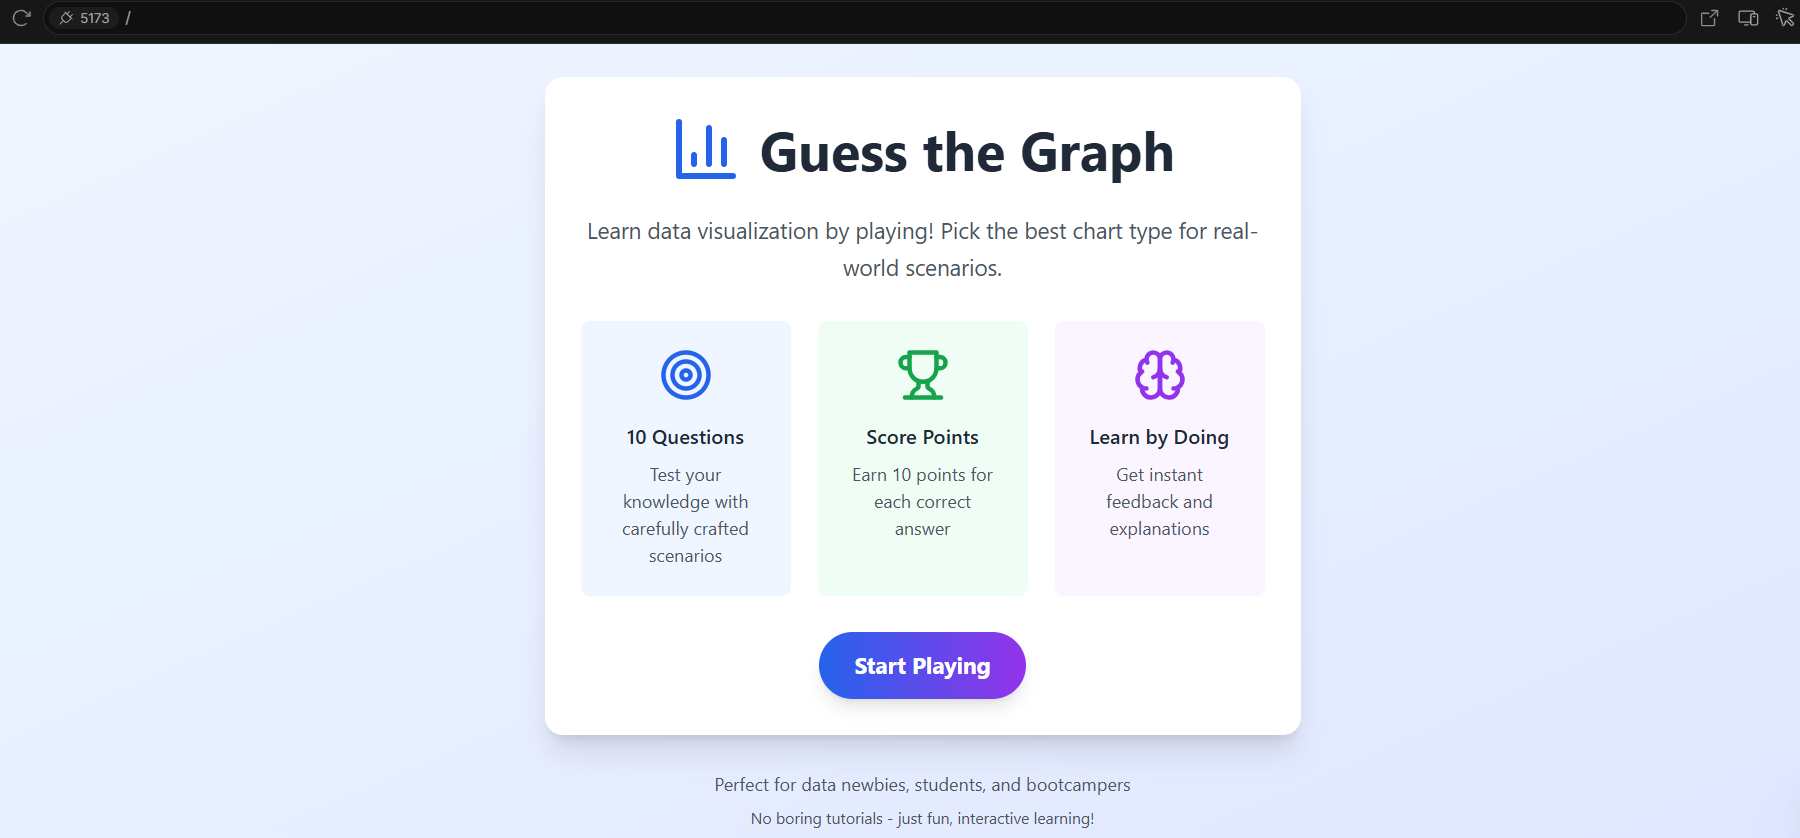 5173 /
Guess the Graph
Learn data visualization by playing! Pick the best chart type for real-
world scenarios.
10 Questions
Test your
knowledge with
carefully crafted
scenarios
Score Points
Earn 10 points for
each correct
answer
Learn by Doing
Get instant
feedback and
explanations
Start Playing
Perfect for data newbies, students, and bootcampers
No boring tutorials - just fun, interactive learning!